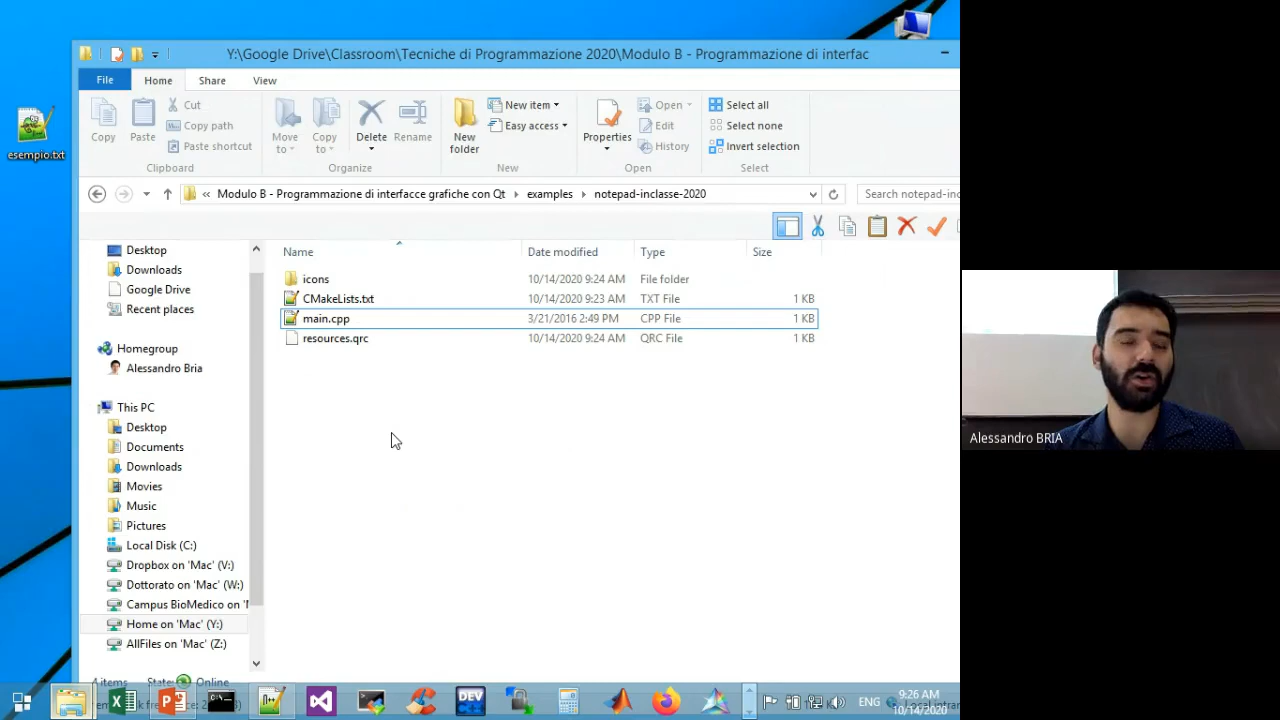 Y:\Google Drive\Classroom\Tecniche di Programmazione 2020\Modulo B - Programmazione di interfac
File Home Share View
Copy Paste Cut Copy path Paste shortcut
Clipboard
Move to Copy to Delete Rename
Organize
New folder New item Easy access
New
Properties Open Edit History
Open
Select all Select none Invert selection
Select
« Modulo B - Programmazione di interfacce grafiche con Qt examples notepad-inclasse-2020 Search notepad-inc
Name Date modified Type Size
icons 10/14/2020 9:24 AM File folder
CMakeLists.txt 10/14/2020 9:23 AM TXT File 1 KB
main.cpp 3/21/2016 2:49 PM CPP File 1 KB
resources.qrc 10/14/2020 9:24 AM QRC File 1 KB
Desktop
Downloads
Google Drive
Recent places
Homegroup
Alessandro Bria
This PC
Desktop
Documents
Downloads
Movies
Music
Pictures
Local Disk (C:)
Dropbox on 'Mac' (V:)
Dottorato on 'Mac' (W:)
Campus BioMedico on '
Home on 'Mac' (Y:)
AllFiles on 'Mac' (Z:)
4 items State: Online
esempio.txt
Alessandro BRIA
DEV
ENG
9:26 AM
10/14/2020